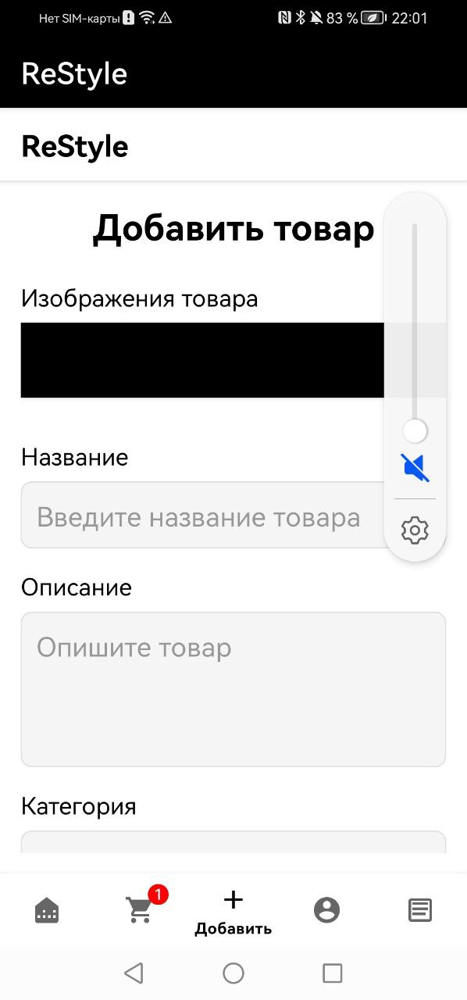 Нет SIM-карты 83 % 22:01
ReStyle
ReStyle
Добавить товар
Изображения товара
Название
Введите название товара
Описание
Опишите товар
Категория
1
Добавить